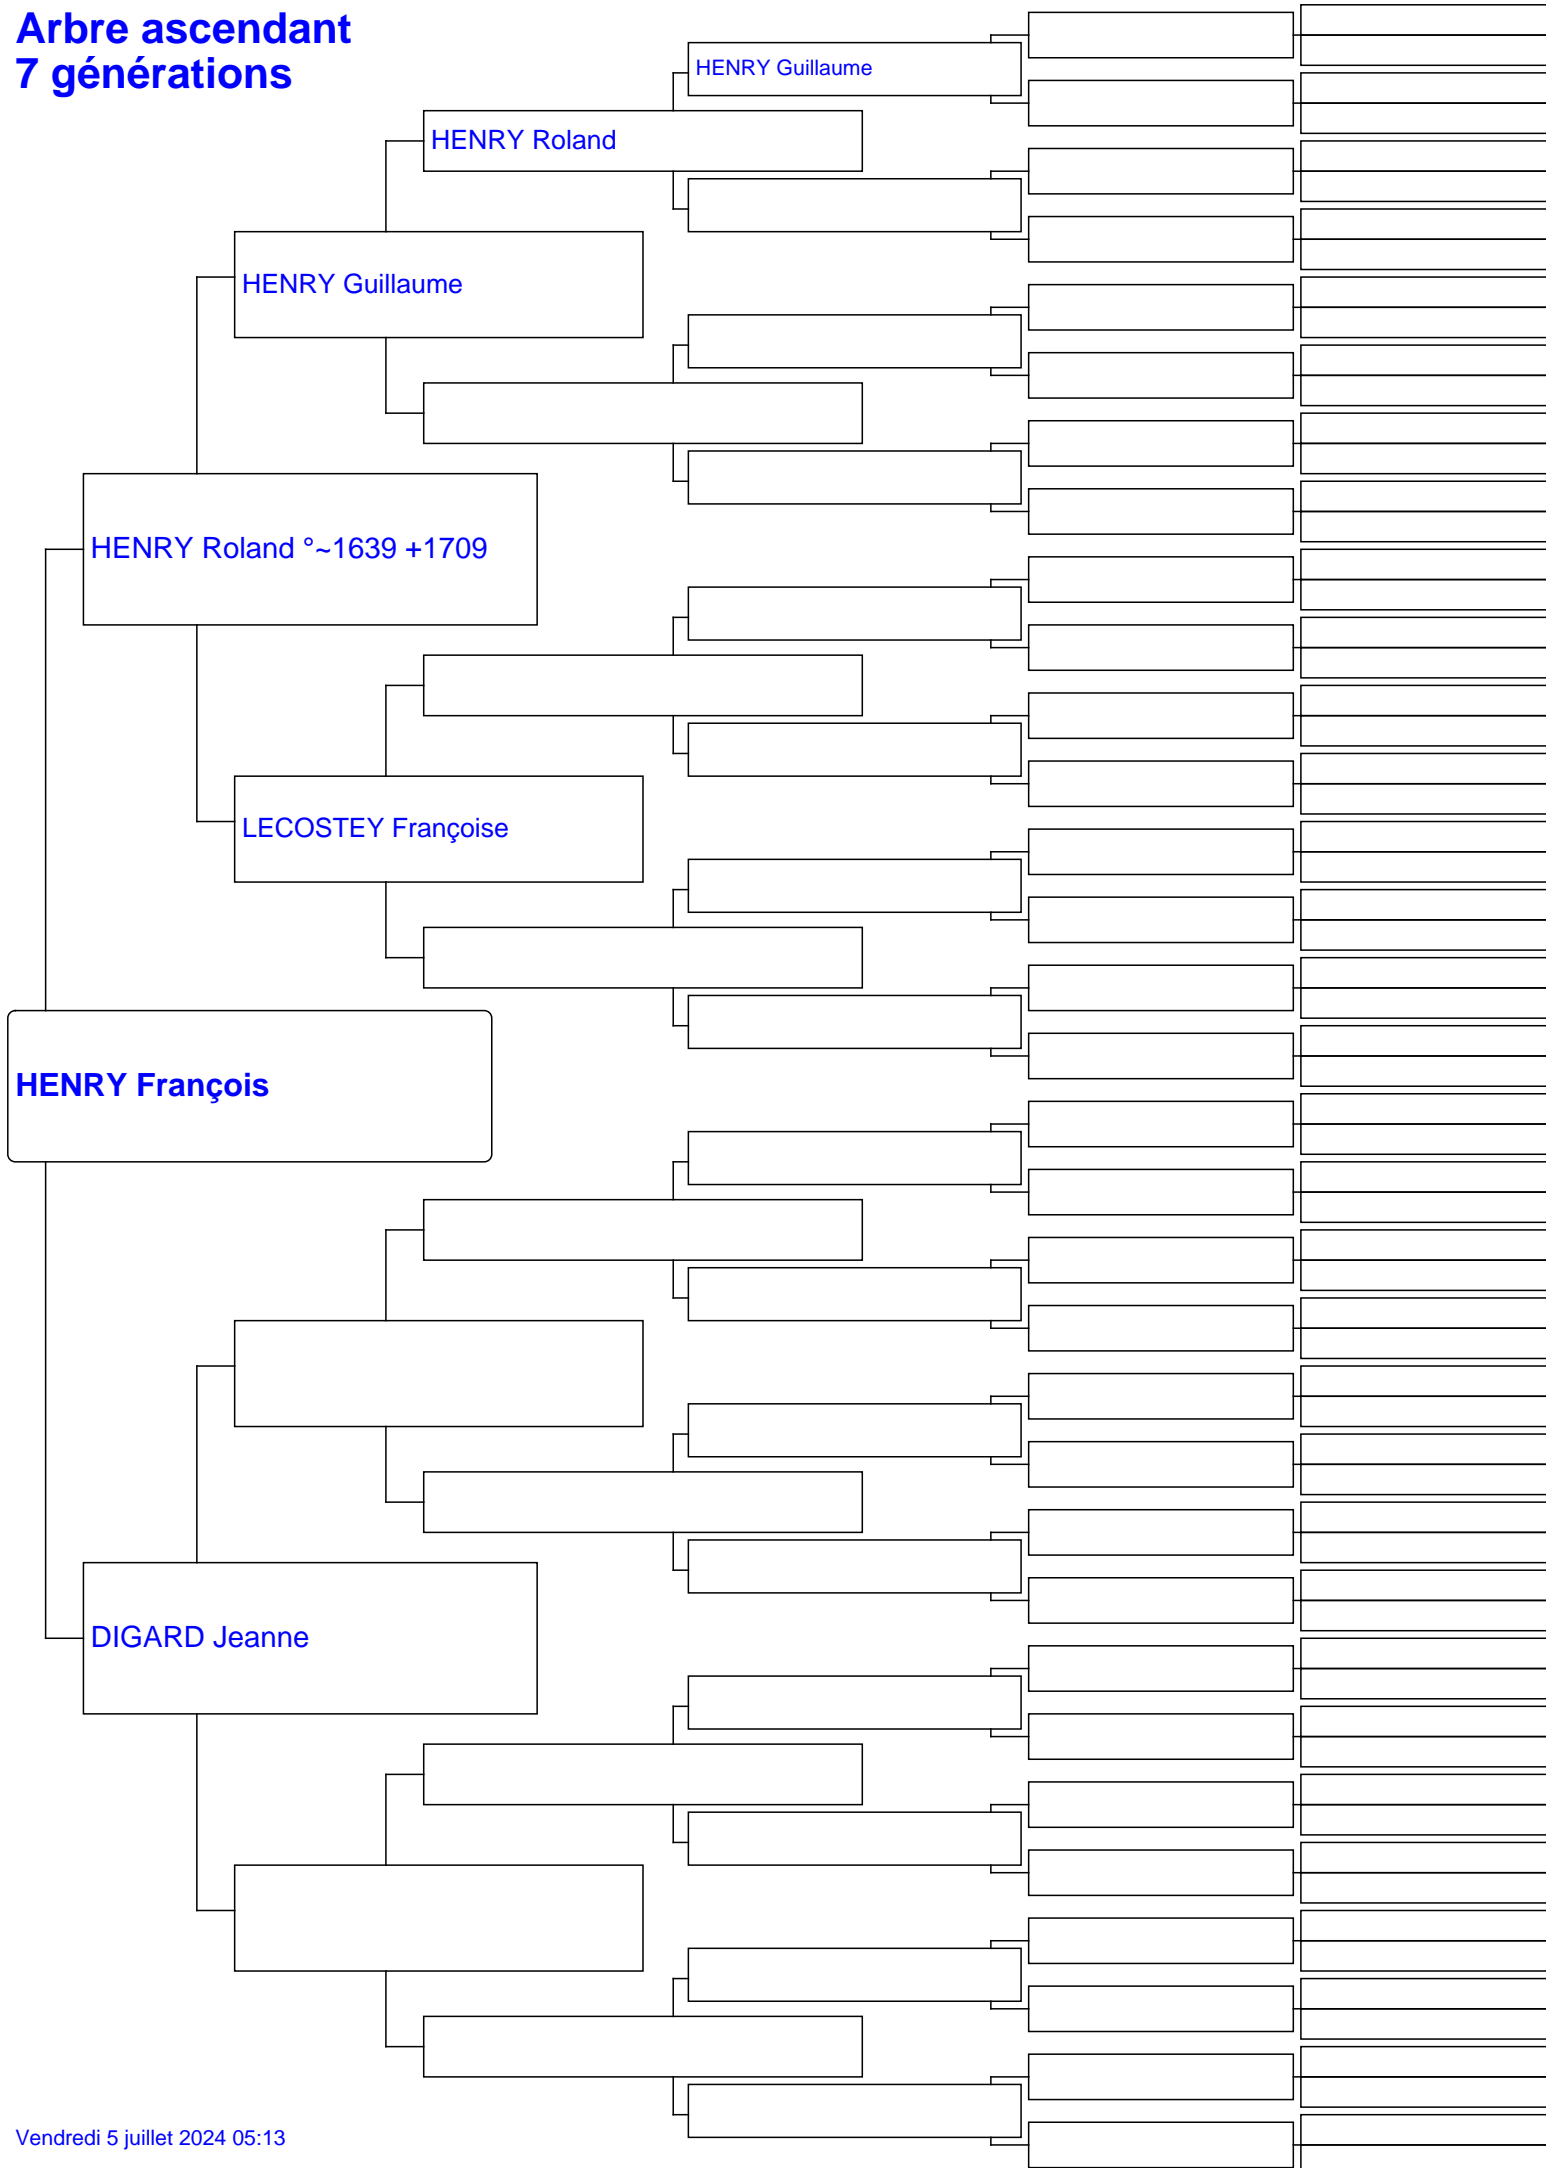 Arbre ascendant
7 générations
HENRY Guillaume
HENRY Roland
HENRY Guillaume
HENRY Roland °~1639 +1709
LECOSTEY Françoise
HENRY François
DIGARD Jeanne
Vendredi 5 juillet 2024 05:13